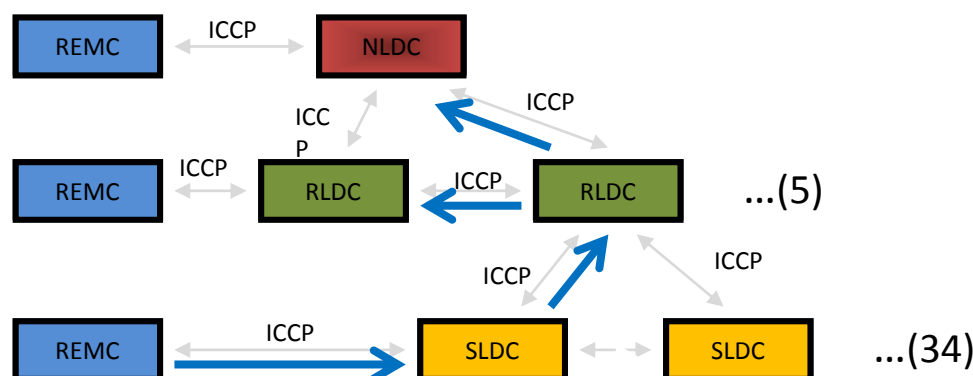 ICCP
REMC
NLDC
ICCP
ICC
P
ICCP
ICCP
REMC
RLDC
RLDC
...(5)
ICCP
ICCP
ICCP
REMC
SLDC
SLDC
...(34)